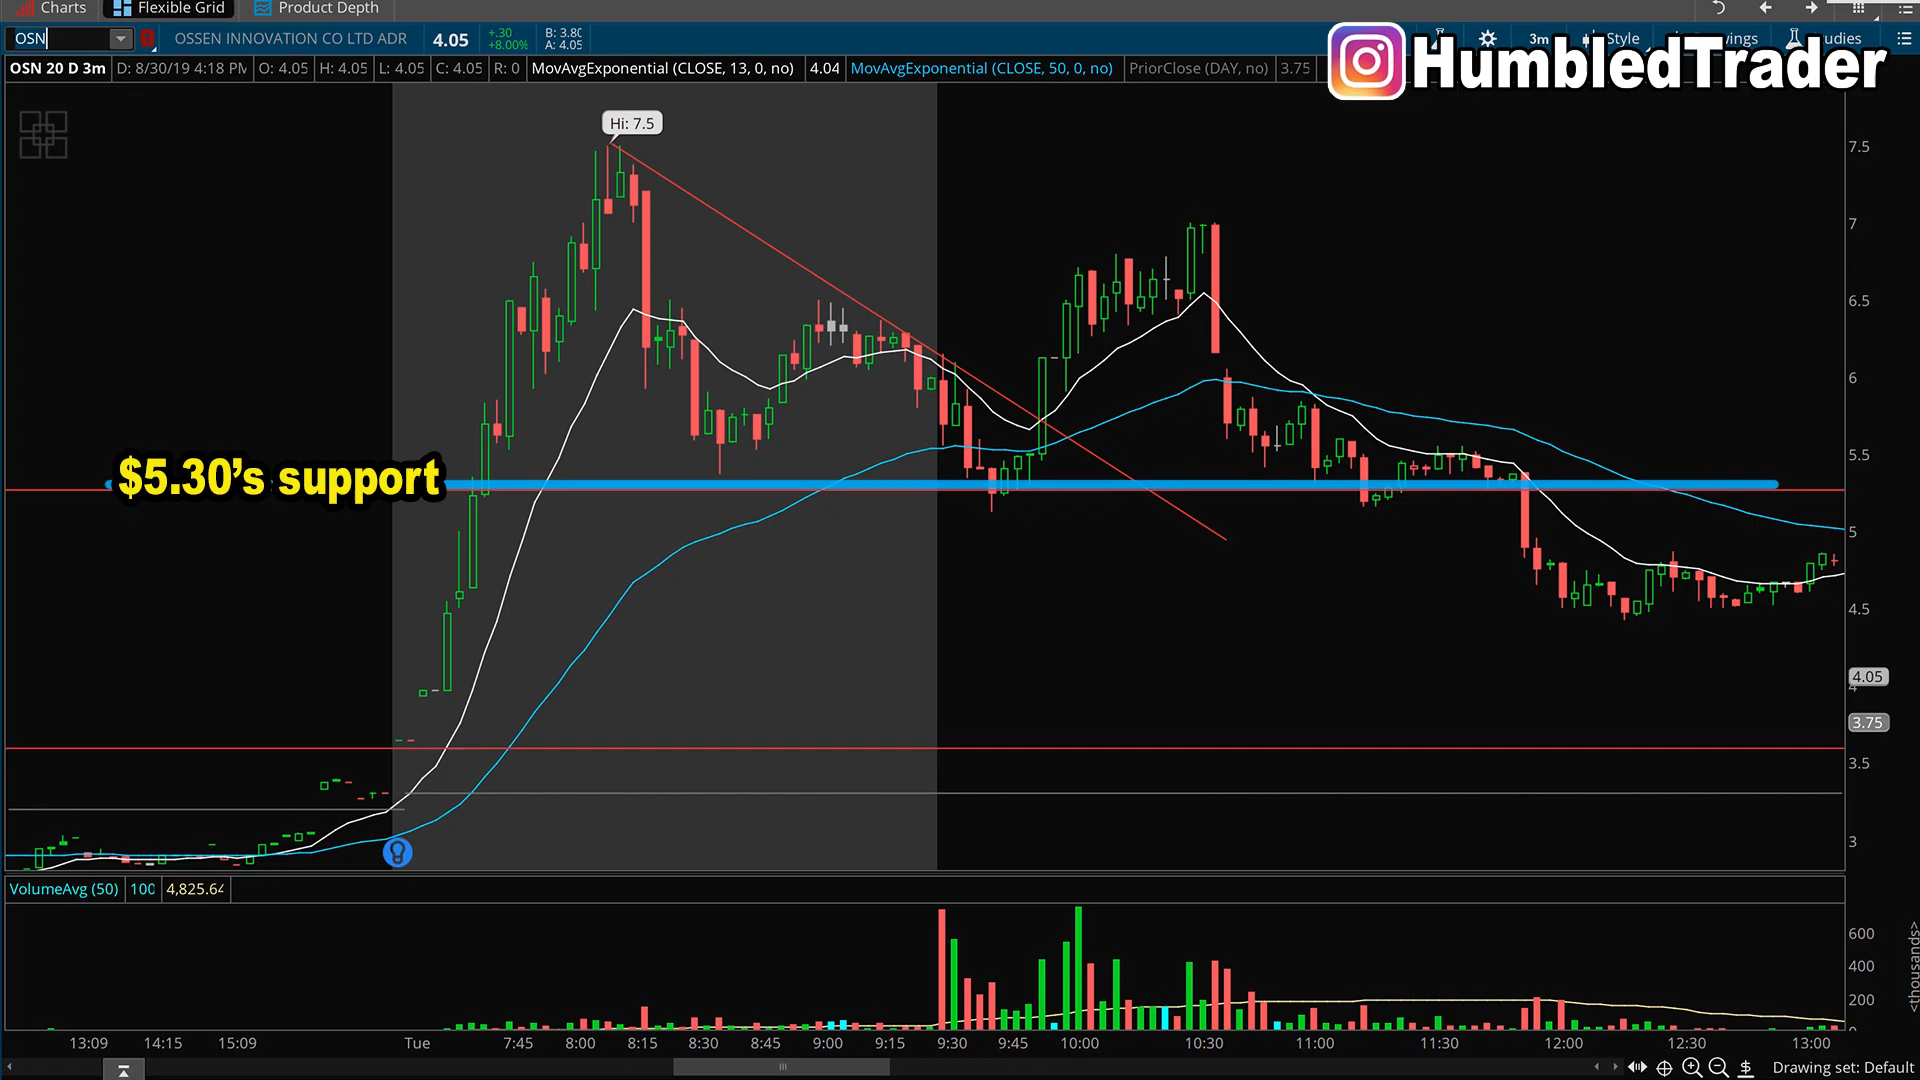 Charts Flexible Grid Product Depth
OSN OSSEN INNOVATION CO LTD ADR 4.05 +.30 B: 3.80
+8.00% A: 4.05
3m Style
HumbledTrader
OSN 20 D 3m D: 8/30/19 4:18 PM O: 4.05 H: 4.05 L: 4.05 C: 4.05 R: 0 MovAvgExponential (CLOSE, 13, 0, no) 4.04 MovAvgExponential (CLOSE, 50, 0, no) PriorClose (DAY, no) 3.75
Hi: 7.5
7.5
7
6.5
6
5.5
$5.30's support
5
4.5
4.05
4
3.75
3.5
3
VolumeAvg (50) 100 4,825.64
600
400
200
<thousands>
13:09 14:15 15:09 Tue 7:45 8:00 8:15 8:30 8:45 9:00 9:15 9:30 9:45 10:00 10:30 11:00 11:30 12:00 12:30 13:00
Drawing set: Default